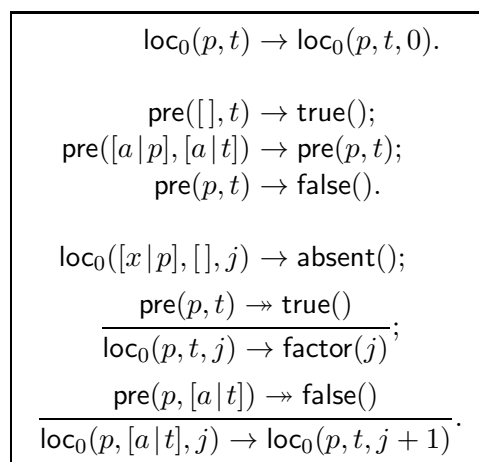 loc₀(p, t) → loc₀(p, t, 0).
pre([ ], t) → true();
pre([a | p], [a | t]) → pre(p, t);
pre(p, t) → false().
loc₀([x | p], [ ], j) → absent();
pre(p, t) ↠ true()
loc₀(p, t, j) → factor(j);
pre(p, [a | t]) ↠ false()
loc₀(p, [a | t], j) → loc₀(p, t, j + 1).